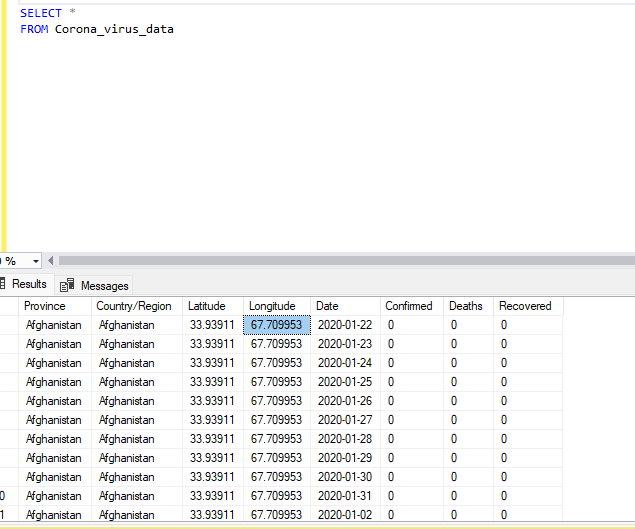 SELECT *
FROM Corona_virus_data
%
Results Messages
Province Country/Region Latitude Longitude Date Confirmed Deaths Recovered
Afghanistan Afghanistan 33.93911 67.709953 2020-01-22 0 0 0
Afghanistan Afghanistan 33.93911 67.709953 2020-01-23 0 0 0
Afghanistan Afghanistan 33.93911 67.709953 2020-01-24 0 0 0
Afghanistan Afghanistan 33.93911 67.709953 2020-01-25 0 0 0
Afghanistan Afghanistan 33.93911 67.709953 2020-01-26 0 0 0
Afghanistan Afghanistan 33.93911 67.709953 2020-01-27 0 0 0
Afghanistan Afghanistan 33.93911 67.709953 2020-01-28 0 0 0
Afghanistan Afghanistan 33.93911 67.709953 2020-01-29 0 0 0
Afghanistan Afghanistan 33.93911 67.709953 2020-01-30 0 0 0
0 Afghanistan Afghanistan 33.93911 67.709953 2020-01-31 0 0 0
1 Afghanistan Afghanistan 33.93911 67.709953 2020-01-02 0 0 0